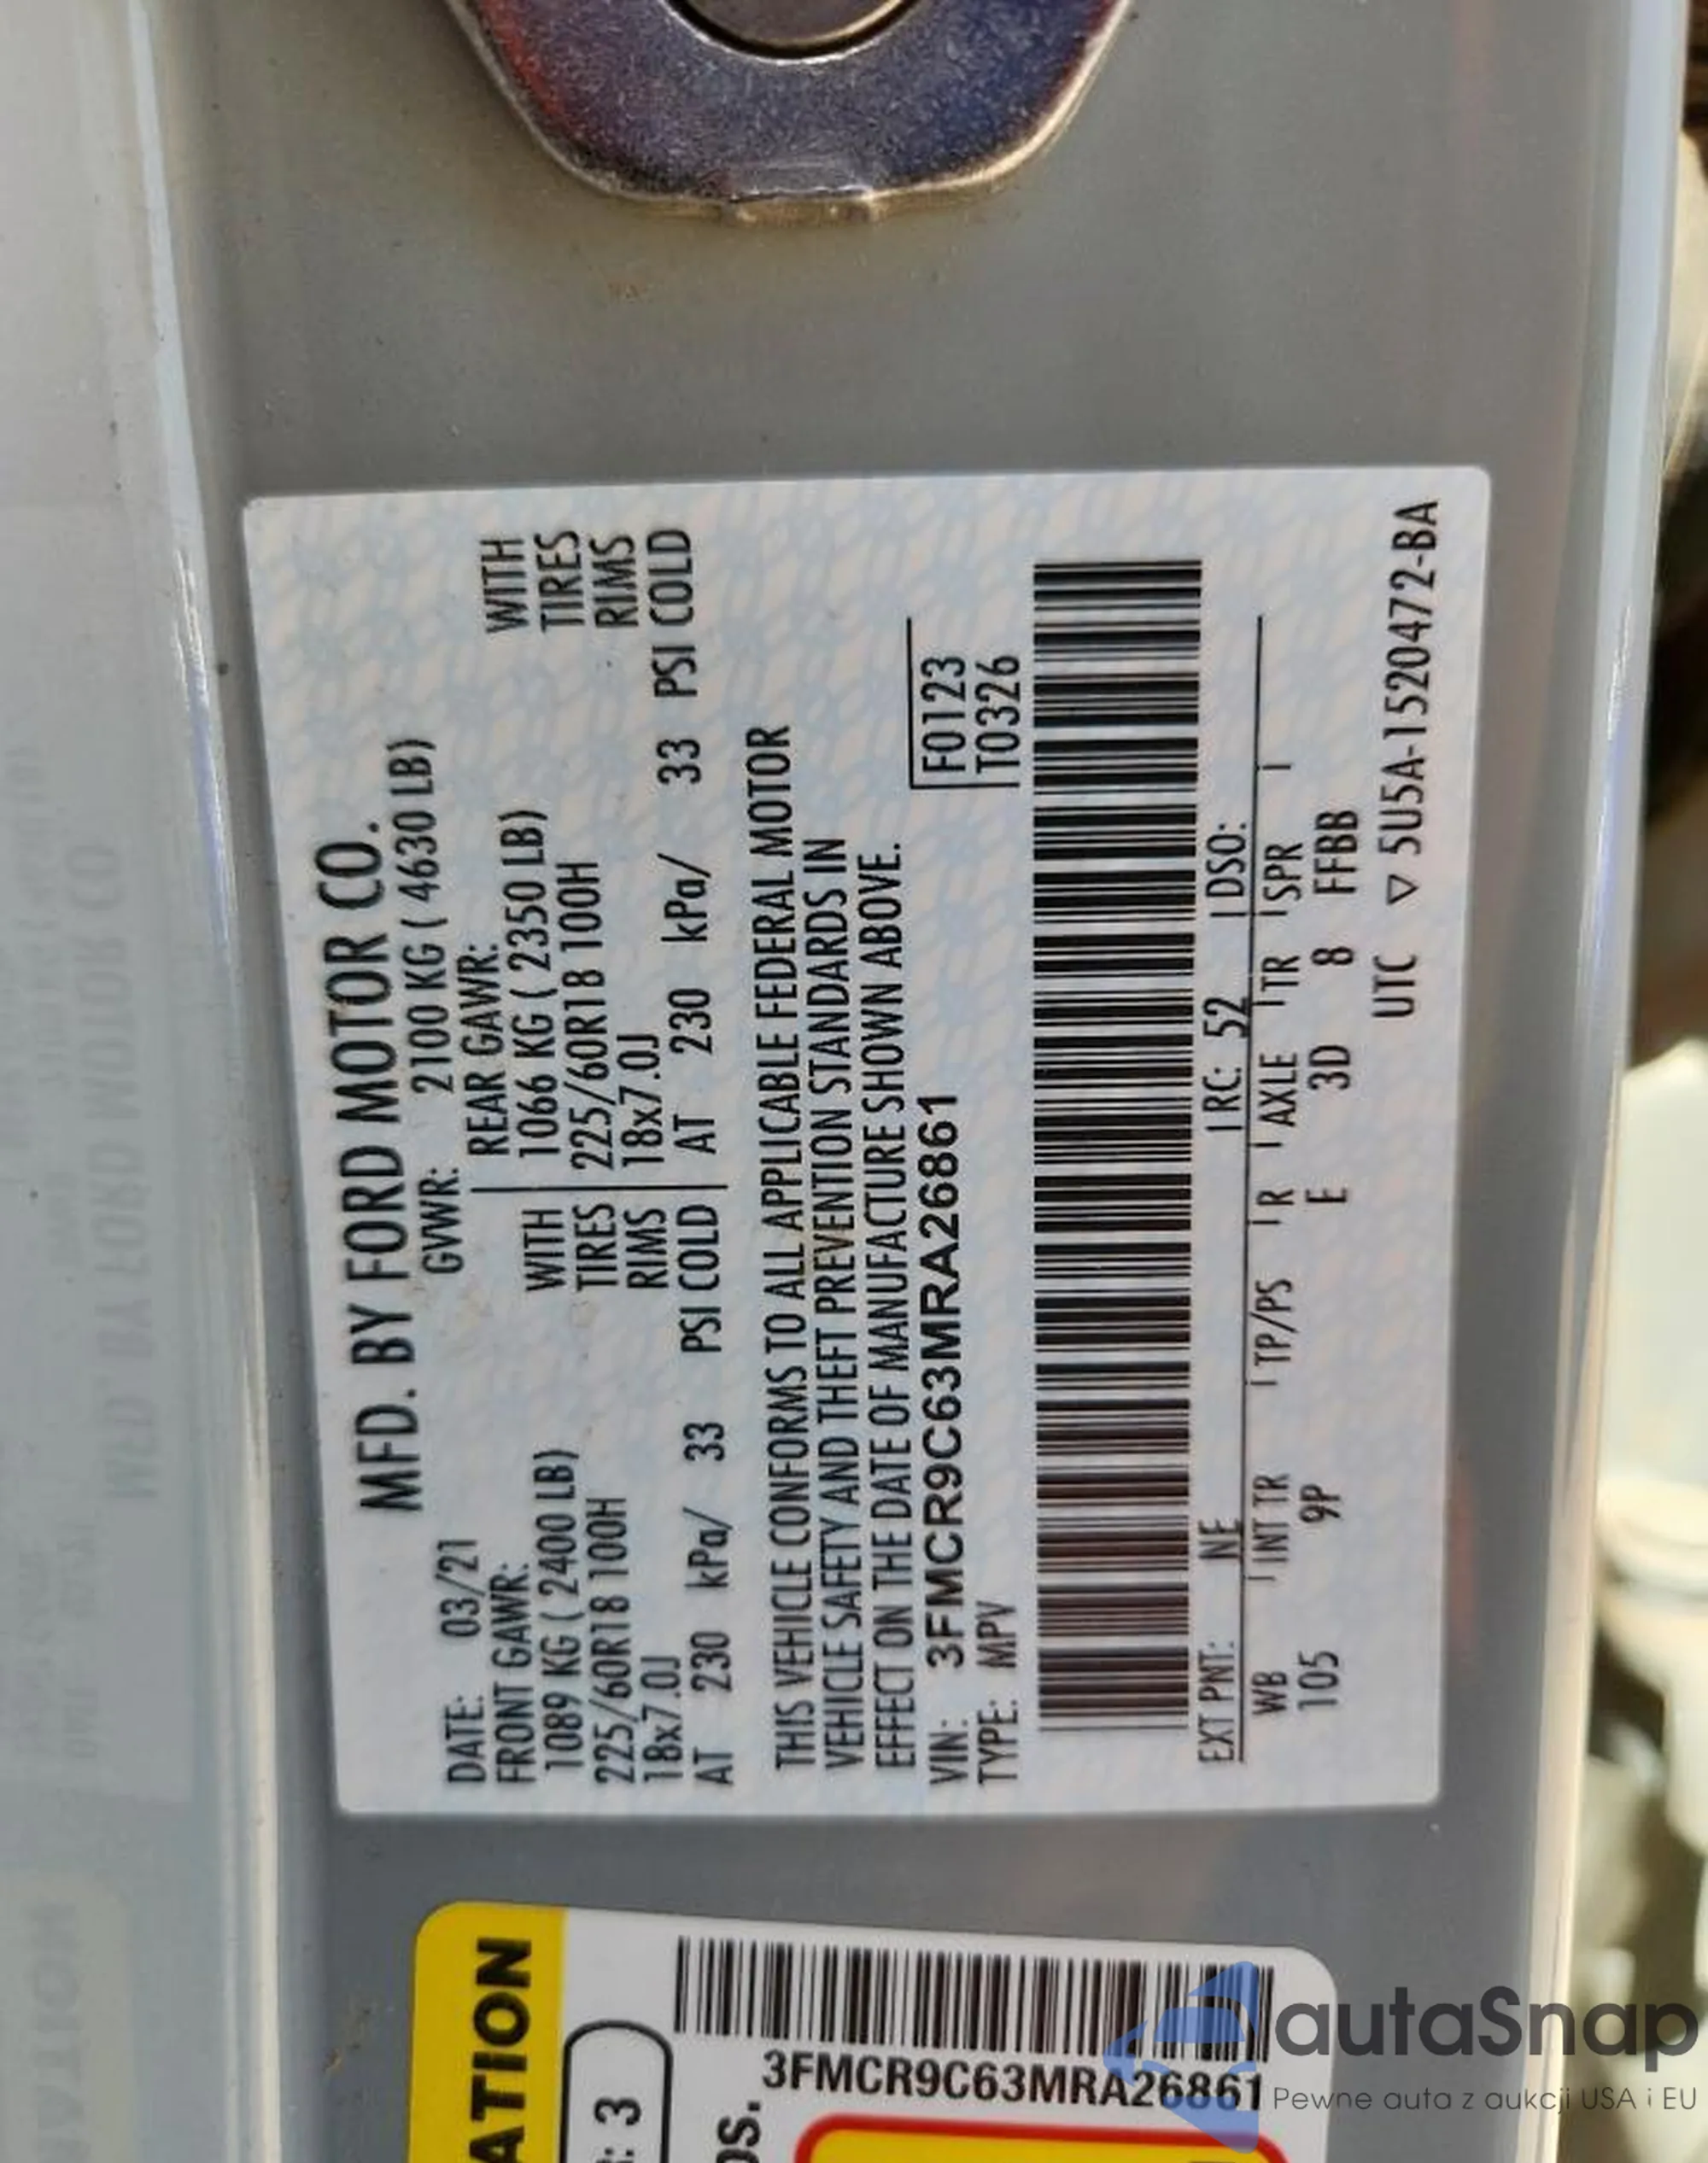 MFD. BY FORD MOTOR CO.
DATE: 03/21 GVWR: 2100 KG ( 4630 LB)
FRONT GAWR: REAR GAWR:
1089 KG ( 2400 LB) WITH 1066 KG ( 2350 LB) WITH
225/60R18 100H TIRES 225/60R18 100H TIRES
18x7.0J RIMS 18x7.0J RIMS
AT 230 kPa/ 33 PSI COLD AT 230 kPa/ 33 PSI COLD
THIS VEHICLE CONFORMS TO ALL APPLICABLE FEDERAL MOTOR
VEHICLE SAFETY AND THEFT PREVENTION STANDARDS IN
EFFECT ON THE DATE OF MANUFACTURE SHOWN ABOVE.
VIN: 3FMCR9C63MRA26861 F0123
TYPE: MPV T0326
EXT PNT: NE RC: 52 DSO:
WB INT TR TP/PS R AXLE TR SPR
105 9P E 3D 8 FFBB
UTC ▽ 5U5A-1520472-BA
ATION
: 3
3FMCR9C63MRA26861
os.
autaSnap
Pewne auta z aukcji USA i EU